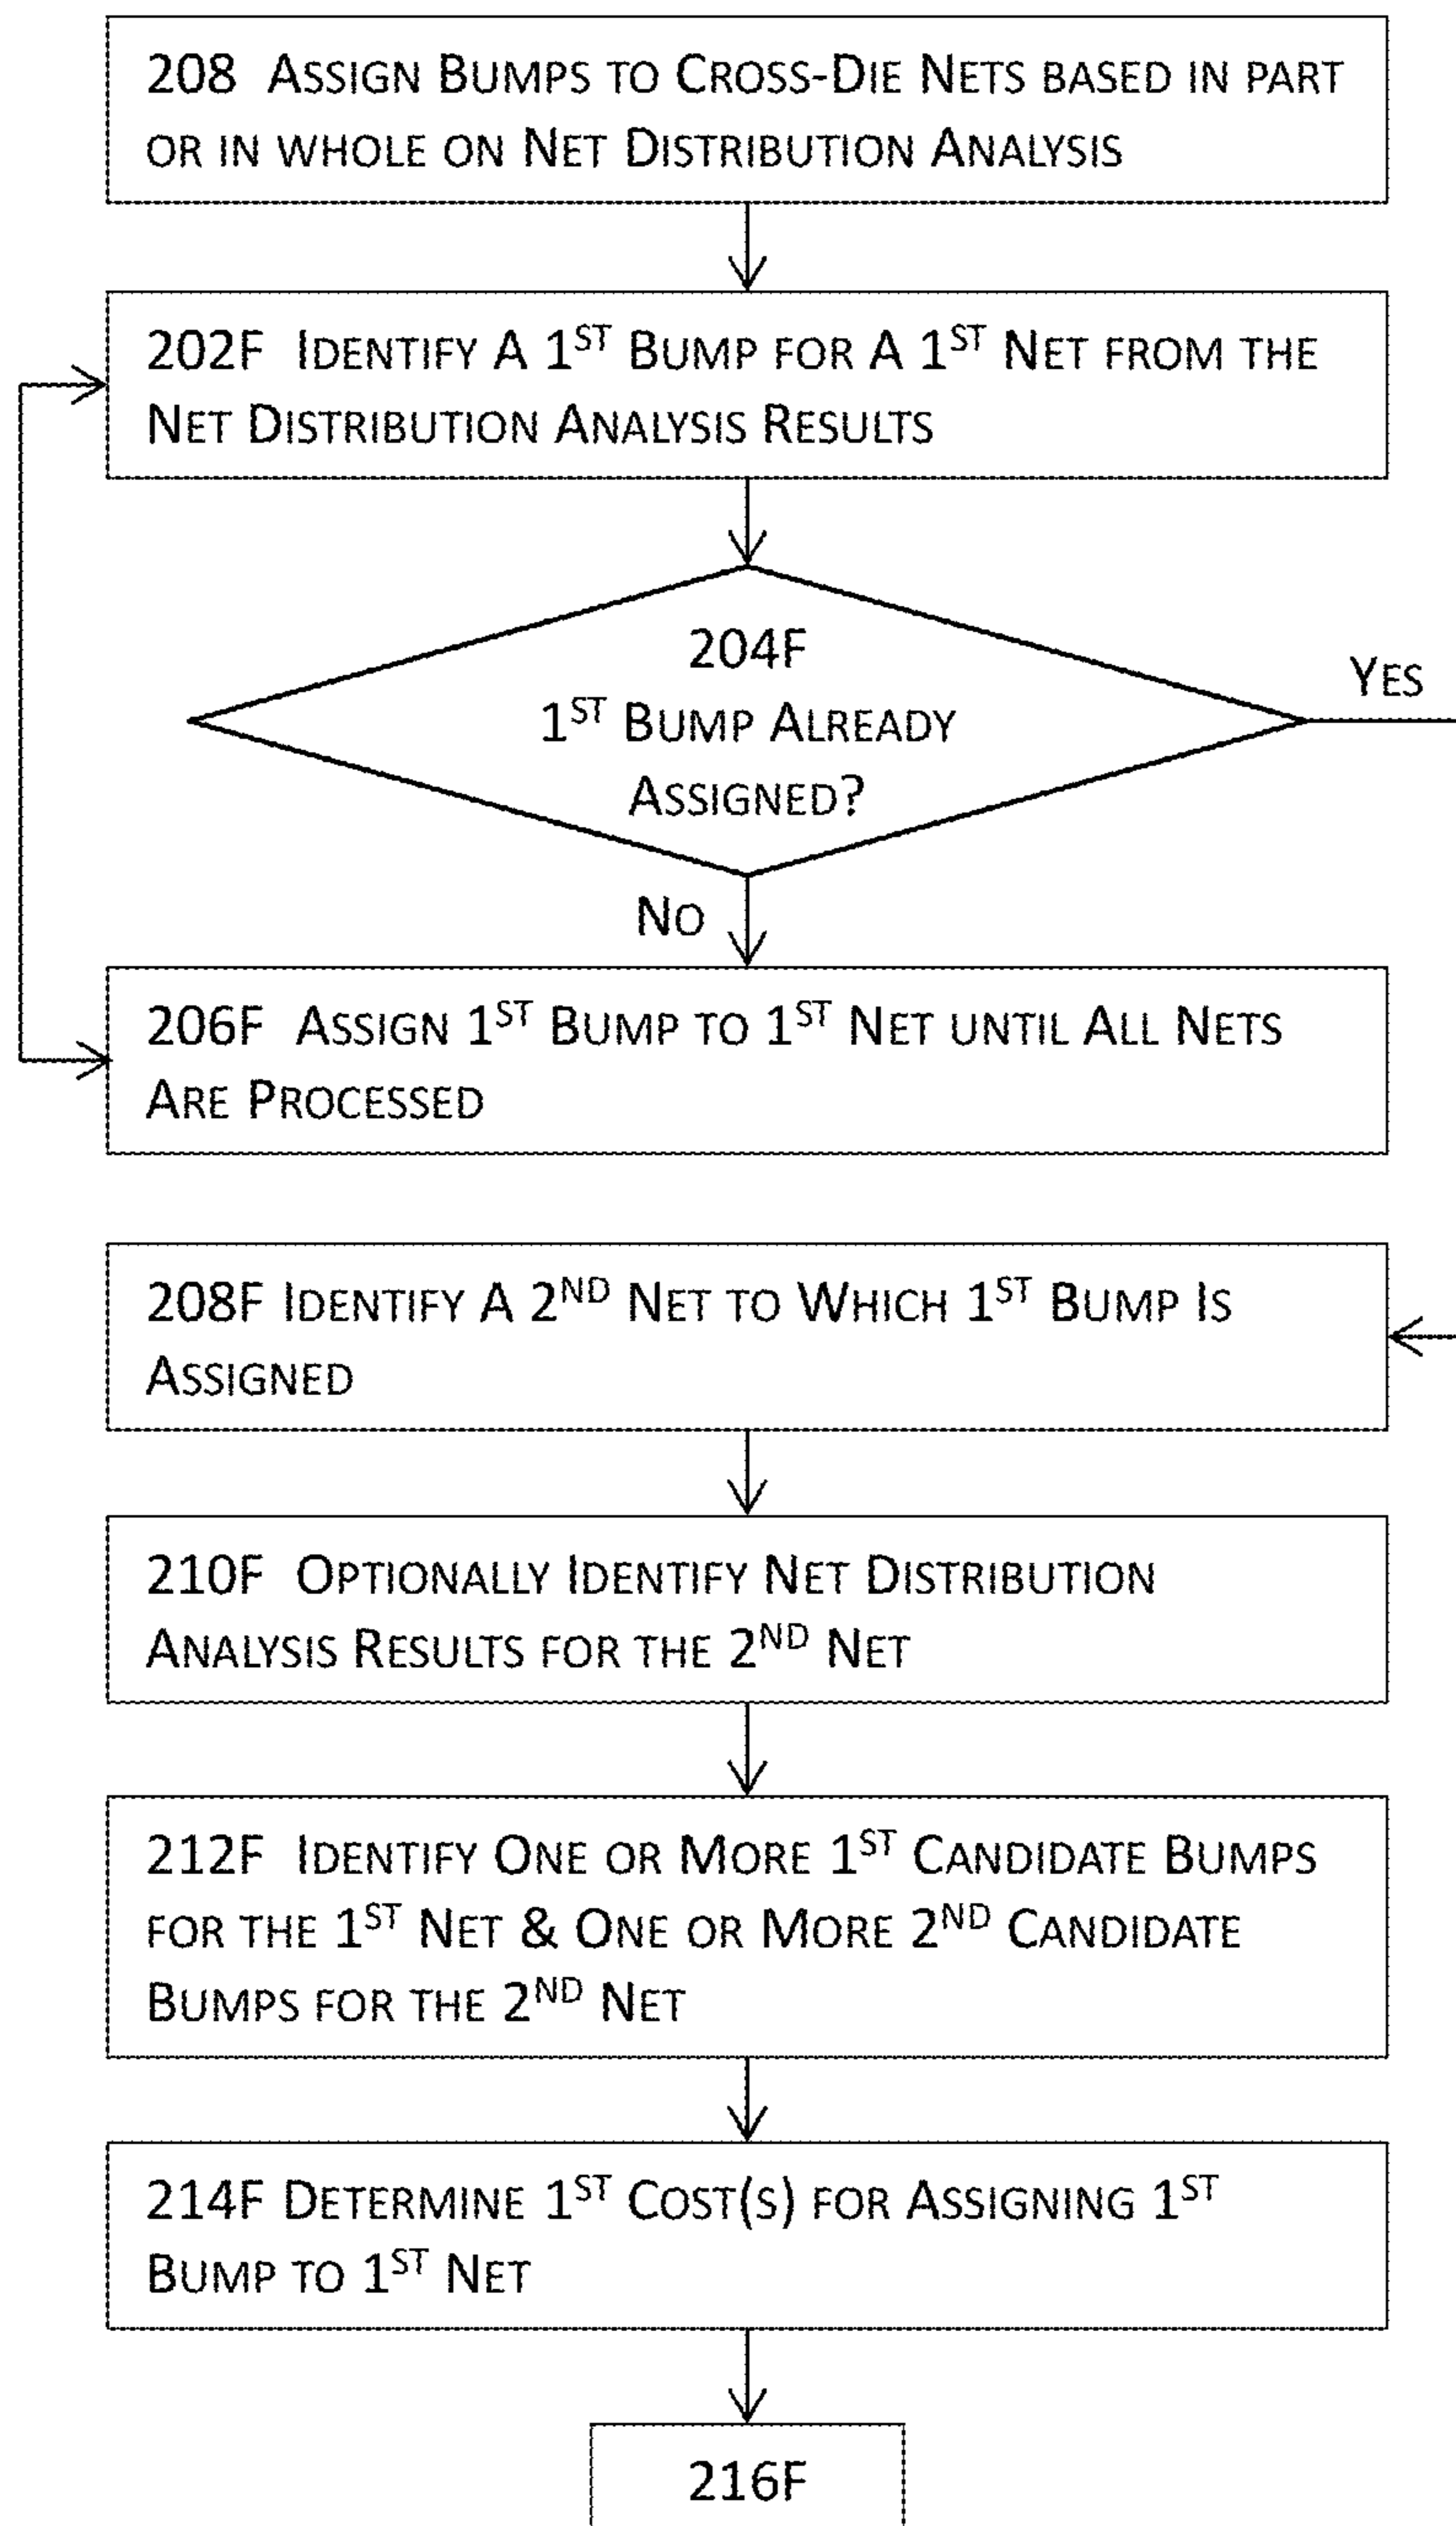 208 Assign Bumps to Cross-Die Nets based in part
or in whole on Net Distribution Analysis
202F Identify A 1ST Bump for A 1ST Net from the
Net Distribution Analysis Results
204F
1ST Bump Already
Assigned?
Yes
No
206F Assign 1ST Bump to 1ST Net until All Nets
Are Processed
208F Identify A 2ND Net to Which 1ST Bump Is
Assigned
210F Optionally Identify Net Distribution
Analysis Results for the 2ND Net
212F Identify One or More 1ST Candidate Bumps
for the 1ST Net & One or More 2ND Candidate
Bumps for the 2ND Net
214F Determine 1ST Cost(s) for Assigning 1ST
Bump to 1ST Net
216F